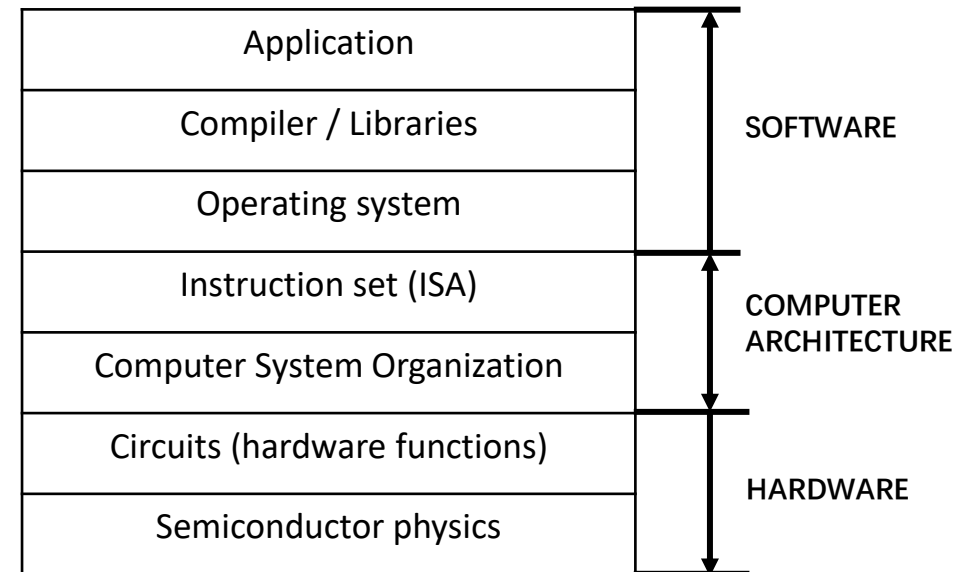 Application
Compiler / Libraries
SOFTWARE
Operating system
Instruction set (ISA)
COMPUTER
ARCHITECTURE
Computer System Organization
Circuits (hardware functions)
HARDWARE
Semiconductor physics